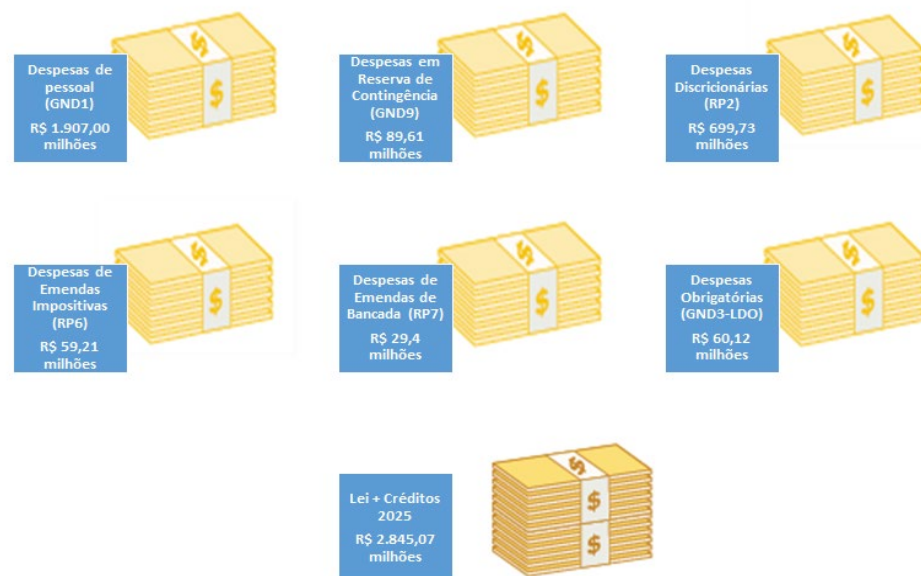 Despesas de
pessoal
(GND1)
R$ 1.907,00
milhões
Despesas em
Reserva de
Contingência
(GND9)
R$ 89,61
milhões
Despesas
Discricionárias
(RP2)
R$ 699,73
milhões
Despesas de
Emendas
Impositivas
(RP6)
R$ 59,21
milhões
Despesas de
Emendas de
Bancada (RP7)
R$ 29,4
milhões
Despesas
Obrigatórias
(GND3-LDO)
R$ 60,12
milhões
Lei + Créditos
2025
R$ 2.845,07
milhões